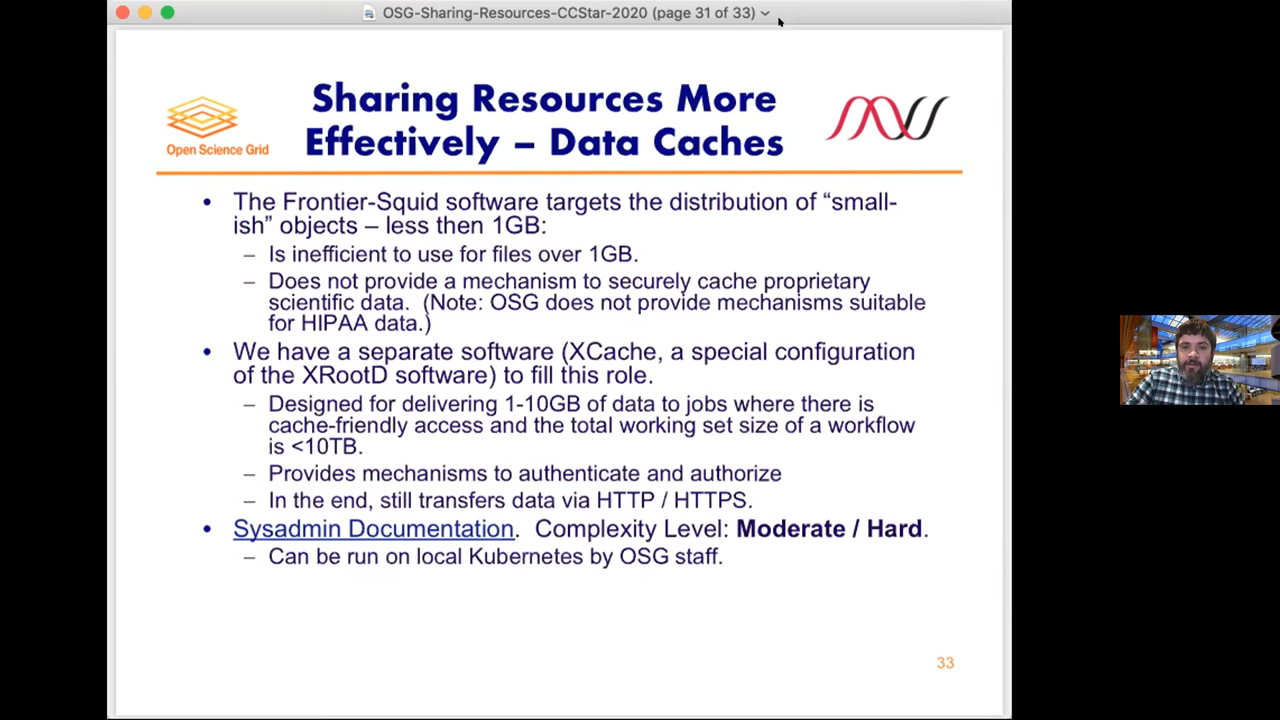 OSG-Sharing-Resources-CCStar-2020 (page 31 of 33)
Sharing Resources More
Effectively – Data Caches
Open Science Grid
• The Frontier-Squid software targets the distribution of “small-
ish” objects – less then 1GB:
– Is inefficient to use for files over 1GB.
– Does not provide a mechanism to securely cache proprietary
scientific data.  (Note: OSG does not provide mechanisms suitable
for HIPAA data.)
• We have a separate software (XCache, a special configuration
of the XRootD software) to fill this role.
– Designed for delivering 1-10GB of data to jobs where there is
cache-friendly access and the total working set size of a workflow
is <10TB.
– Provides mechanisms to authenticate and authorize
– In the end, still transfers data via HTTP / HTTPS.
• Sysadmin Documentation.  Complexity Level: Moderate / Hard.
– Can be run on local Kubernetes by OSG staff.
33